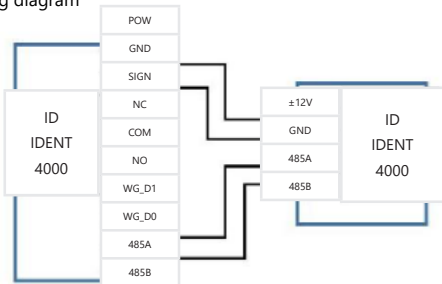 g diagram
POW
GND
SIGN
NC
COM
NO
WG_D1
WG_D0
485A
485B
ID
IDENT
4000
±12V
GND
485A
485B
ID
IDENT
4000